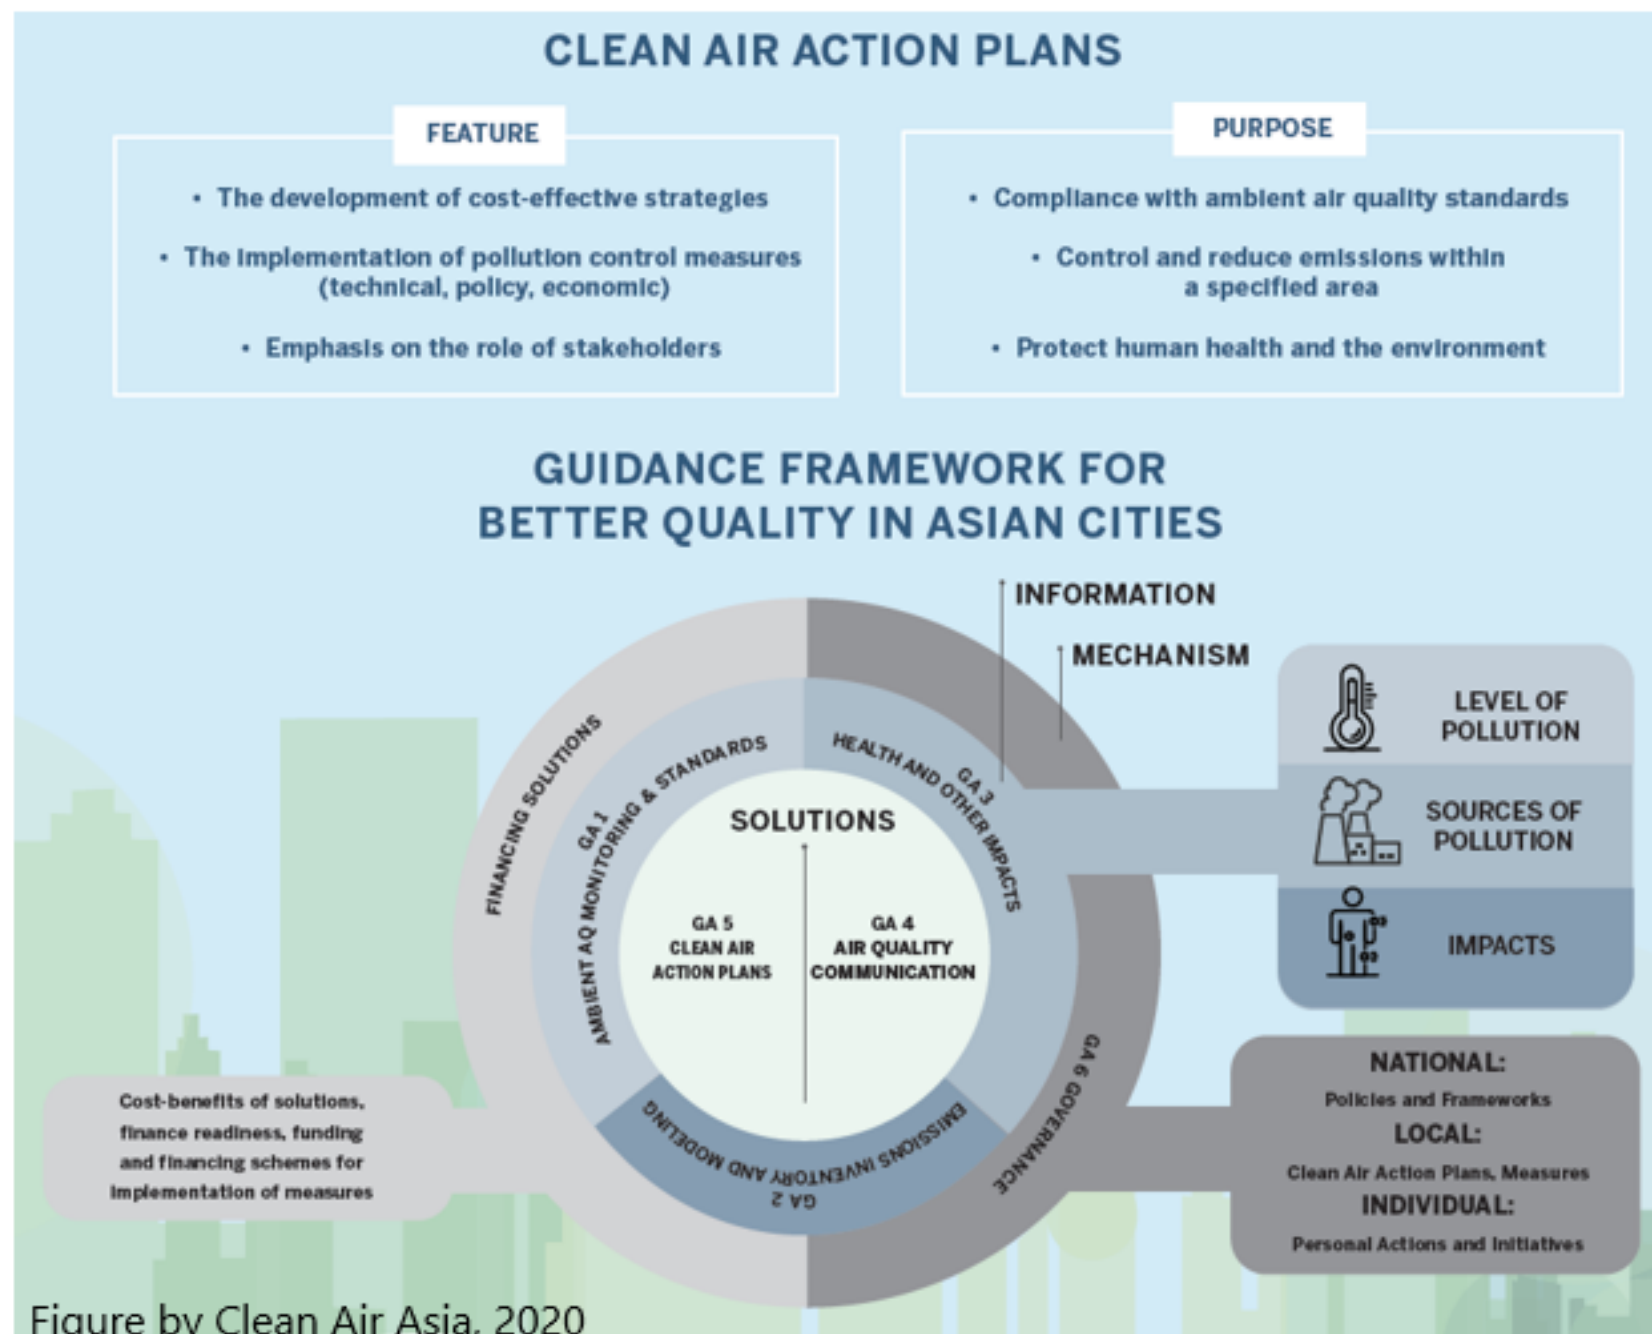 CLEAN AIR ACTION PLANS
FEATURE
• The development of cost-effective strategies
• The implementation of pollution control measures
(technical, policy, economic)
• Emphasis on the role of stakeholders
PURPOSE
• Compliance with ambient air quality standards
• Control and reduce emissions within
a specified area
• Protect human health and the environment
GUIDANCE FRAMEWORK FOR
BETTER QUALITY IN ASIAN CITIES
INFORMATION
MECHANISM
FINANCING SOLUTIONS
GA 1
AMBIENT AQ MONITORING & STANDARDS
GA 3
HEALTH AND OTHER IMPACTS
SOLUTIONS
GA 5
CLEAN AIR
ACTION PLANS
GA 4
AIR QUALITY
COMMUNICATION
EMISSIONS INVENTORY AND MODELING
GA 2
GA 6 GOVERNANCE
LEVEL OF
POLLUTION
SOURCES OF
POLLUTION
IMPACTS
Cost-benefits of solutions,
finance readiness, funding
and financing schemes for
implementation of measures
NATIONAL:
Policies and Frameworks
LOCAL:
Clean Air Action Plans, Measures
INDIVIDUAL:
Personal Actions and Initiatives
Figure by Clean Air Asia, 2020